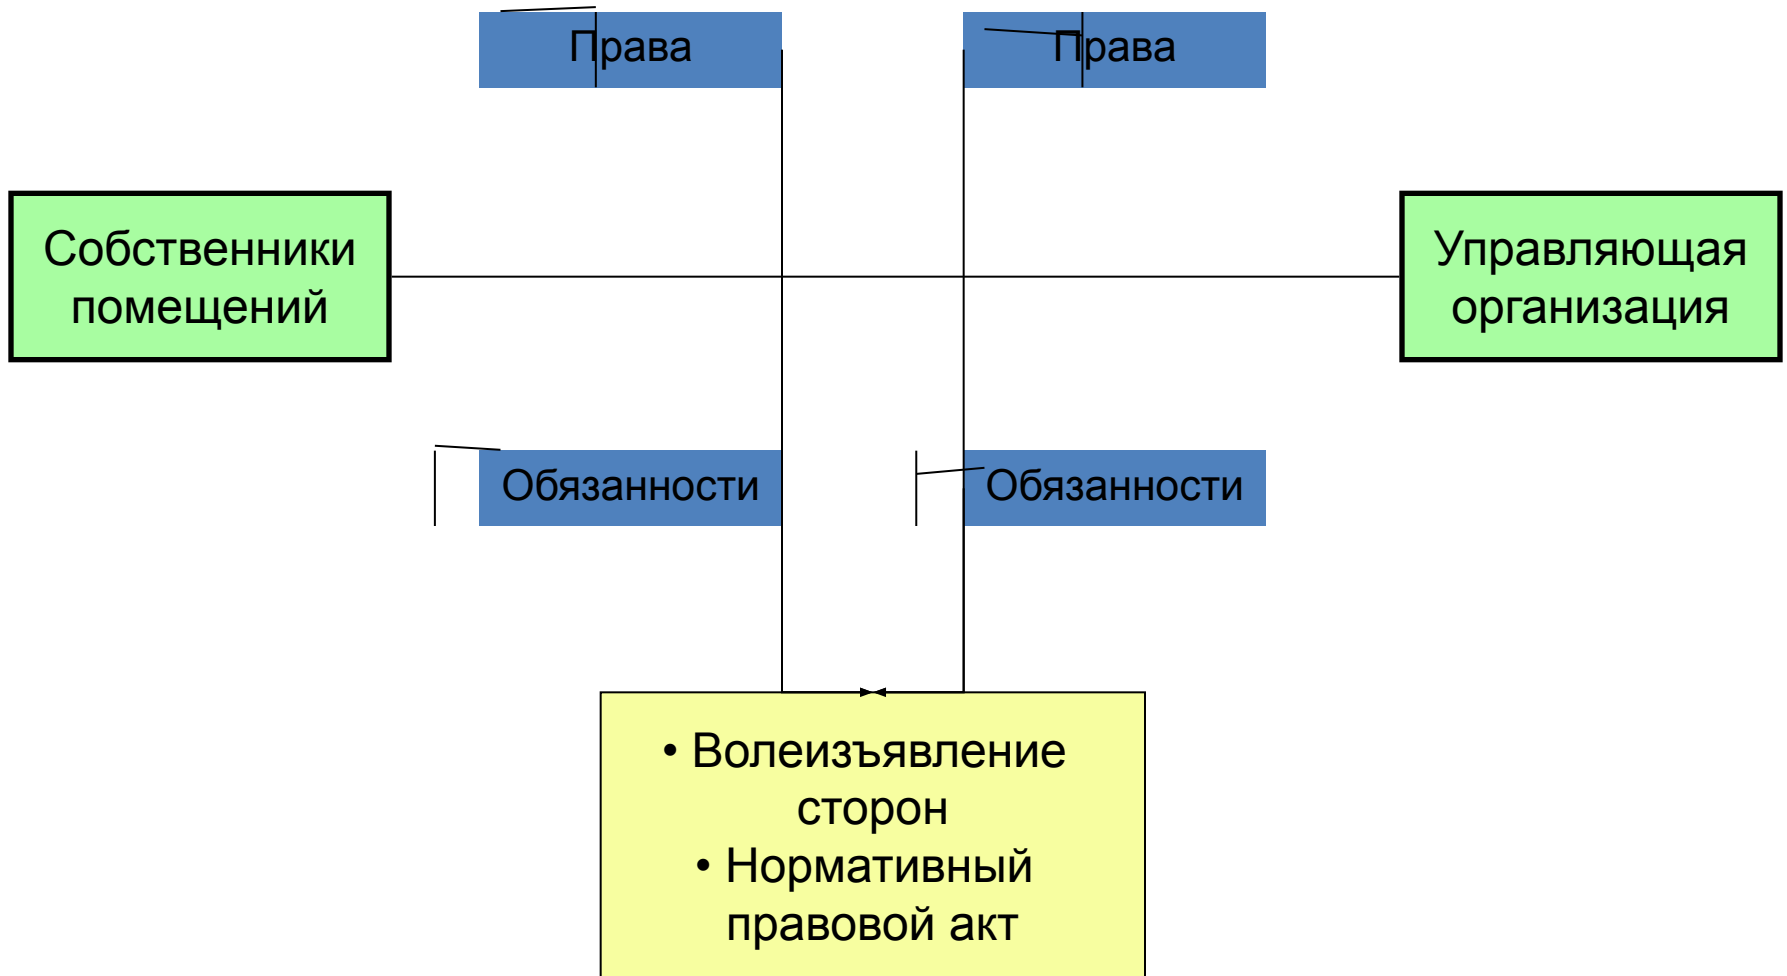 Права
Права
Собственники
помещений
Управляющая
организация
Обязанности
Обязанности
• Волеизъявление
сторон
• Нормативный
правовой акт